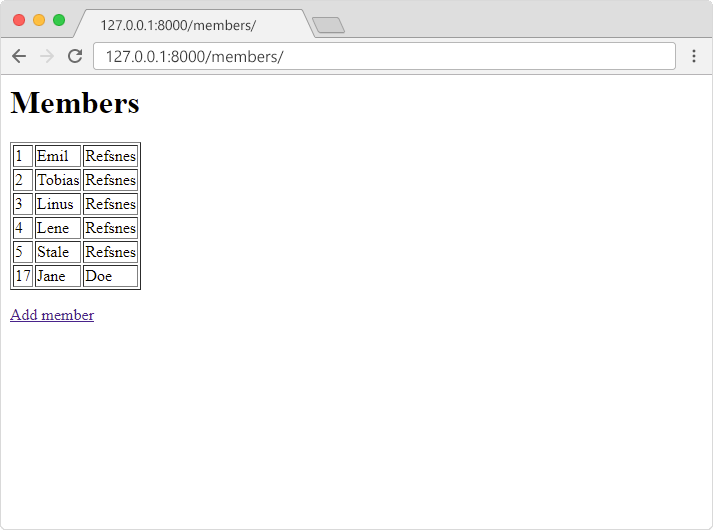 127.0.0.1:8000/members/
127.0.0.1:8000/members/
Members
1 Emil Refsnes
2 Tobias Refsnes
3 Linus Refsnes
4 Lene Refsnes
5 Stale Refsnes
17 Jane Doe
Add member